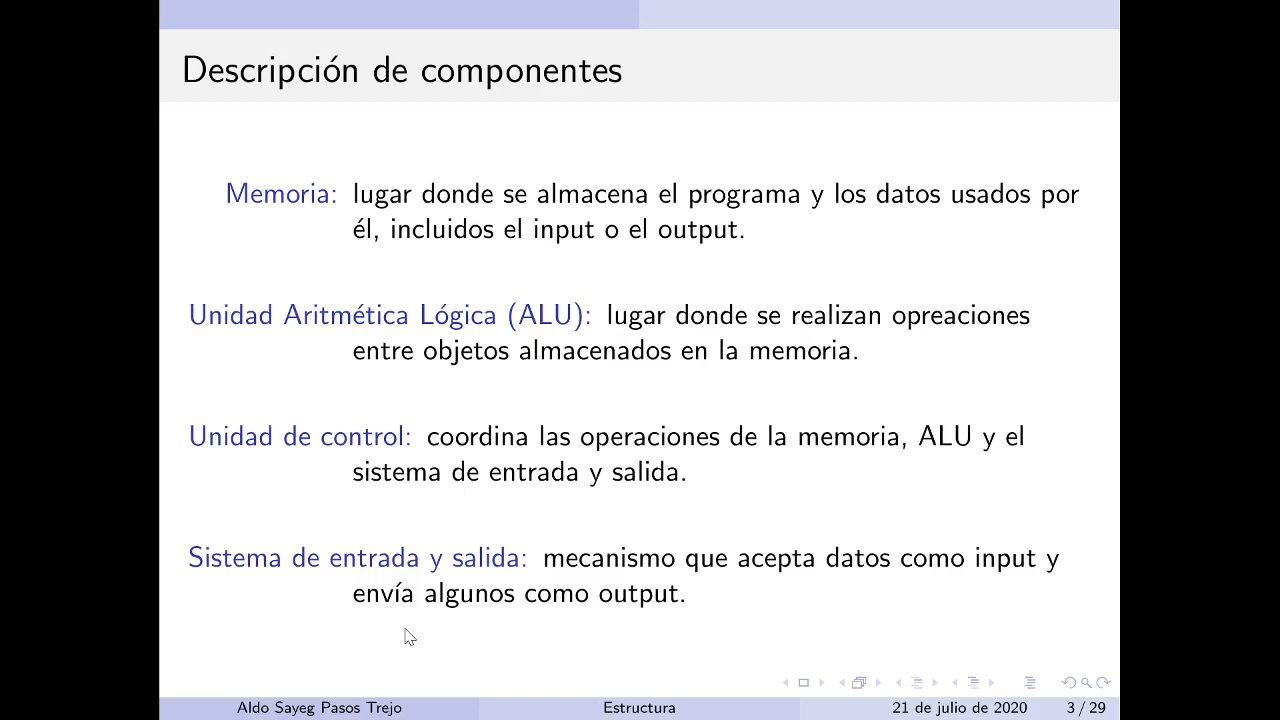 Descripción de componentes
Memoria: lugar donde se almacena el programa y los datos usados por
él, incluidos el input o el output.
Unidad Aritmética Lógica (ALU): lugar donde se realizan opreaciones
entre objetos almacenados en la memoria.
Unidad de control: coordina las operaciones de la memoria, ALU y el
sistema de entrada y salida.
Sistema de entrada y salida: mecanismo que acepta datos como input y
envía algunos como output.
Aldo Sayeg Pasos Trejo Estructura 21 de julio de 2020 3 / 29